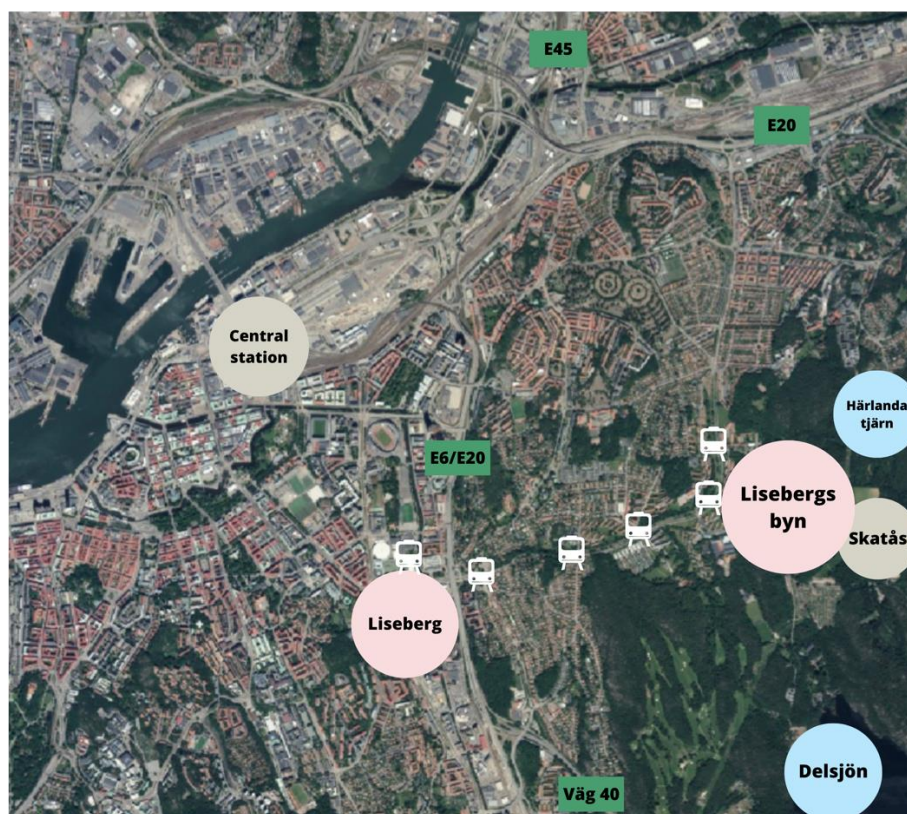 E45
E20
Central
station
Härlanda
tjärn
E6/E20
Lisebergs
byn
Skatås
Liseberg
Delsjön
Väg 40